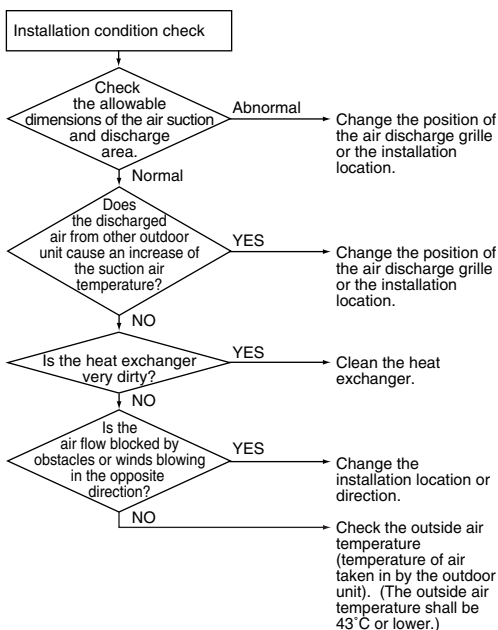 Installation condition check
Check
the allowable
dimensions of the air suction
and discharge
area.
Abnormal
Change the position of
the air discharge grille
or the installation
location.
Normal
Does
the discharged
air from other outdoor
unit cause an increase of
the suction air
temperature?
YES
Change the position of
the air discharge grille
or the installation
location.
NO
Is the heat exchanger
very dirty?
YES
Clean the heat
exchanger.
NO
Is the
air flow blocked by
obstacles or winds blowing
in the opposite
direction?
YES
Change the
installation location or
direction.
NO
Check the outside air
temperature
(temperature of air
taken in by the outdoor
unit). (The outside air
temperature shall be
43˚C or lower.)